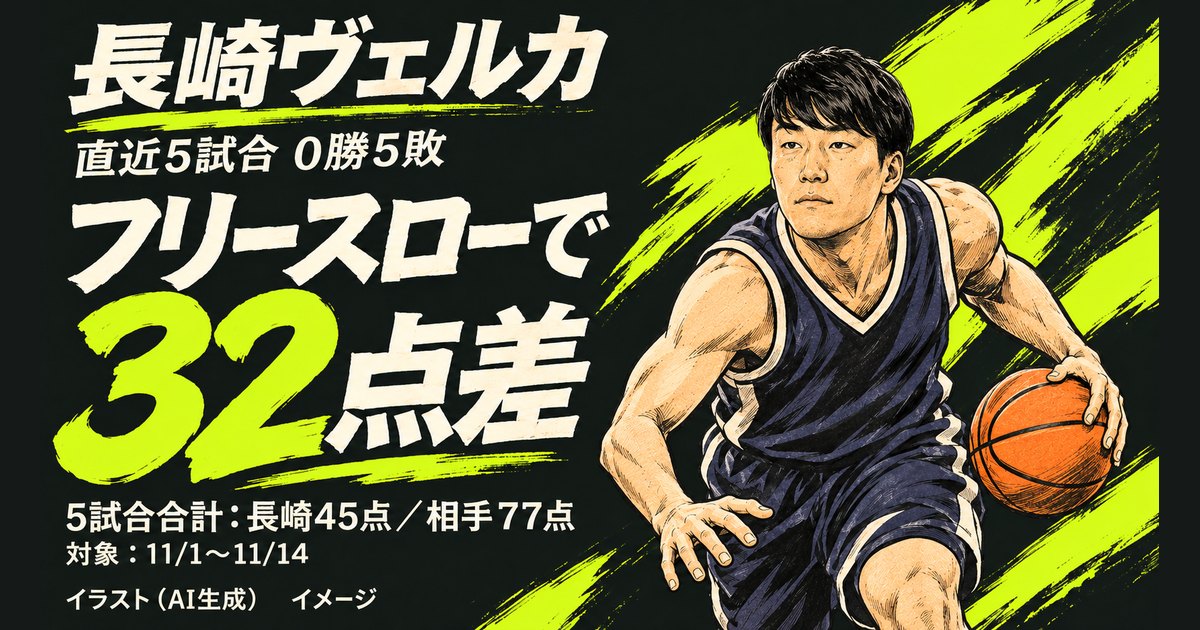 長崎ヴェルカ
直近5試合 0勝5敗
フリースローで
32点差
5試合合計：長崎45点／相手77点
対象：11/1～11/14
イラスト（AI生成） イメージ